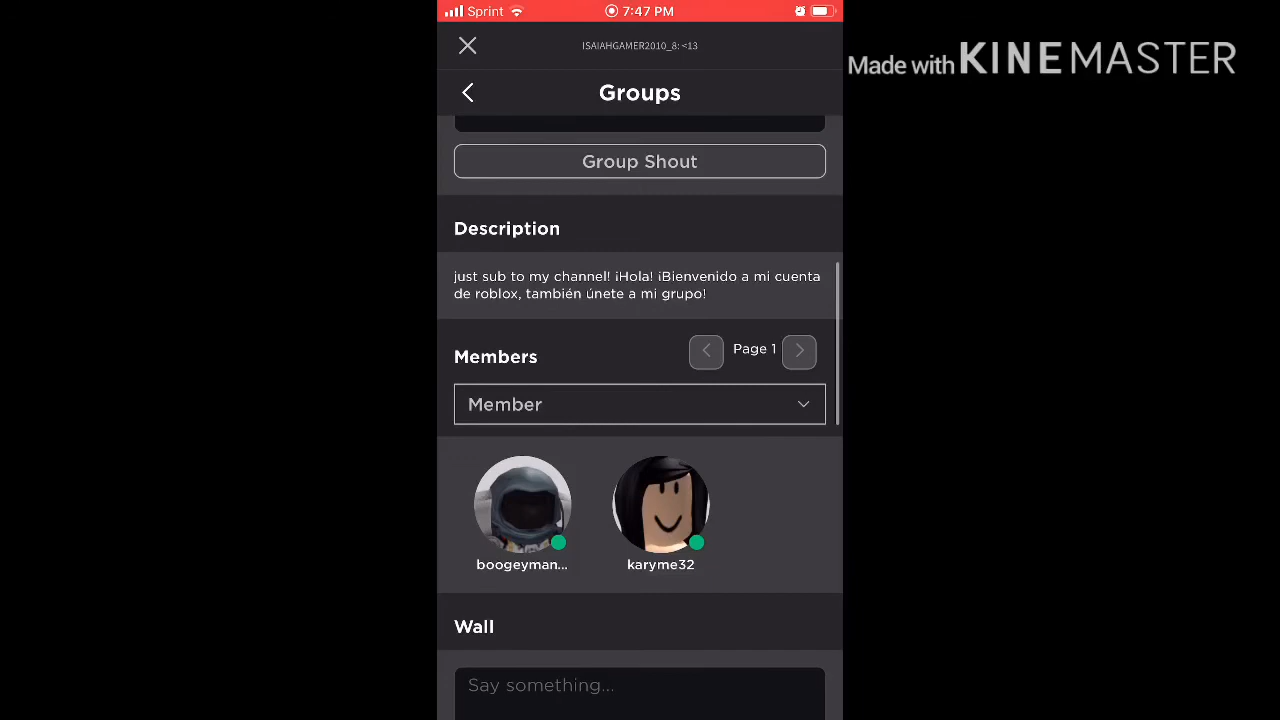 Sprint
7:47 PM
ISAIAHGAMER2010_8: <13
Made with KINEMASTER
Groups
Group Shout
Description
just sub to my channel! ¡Hola! ¡Bienvenido a mi cuenta
de roblox, también únete a mi grupo!
Members
Page 1
Member
boogeyman...
karyme32
Wall
Say something...